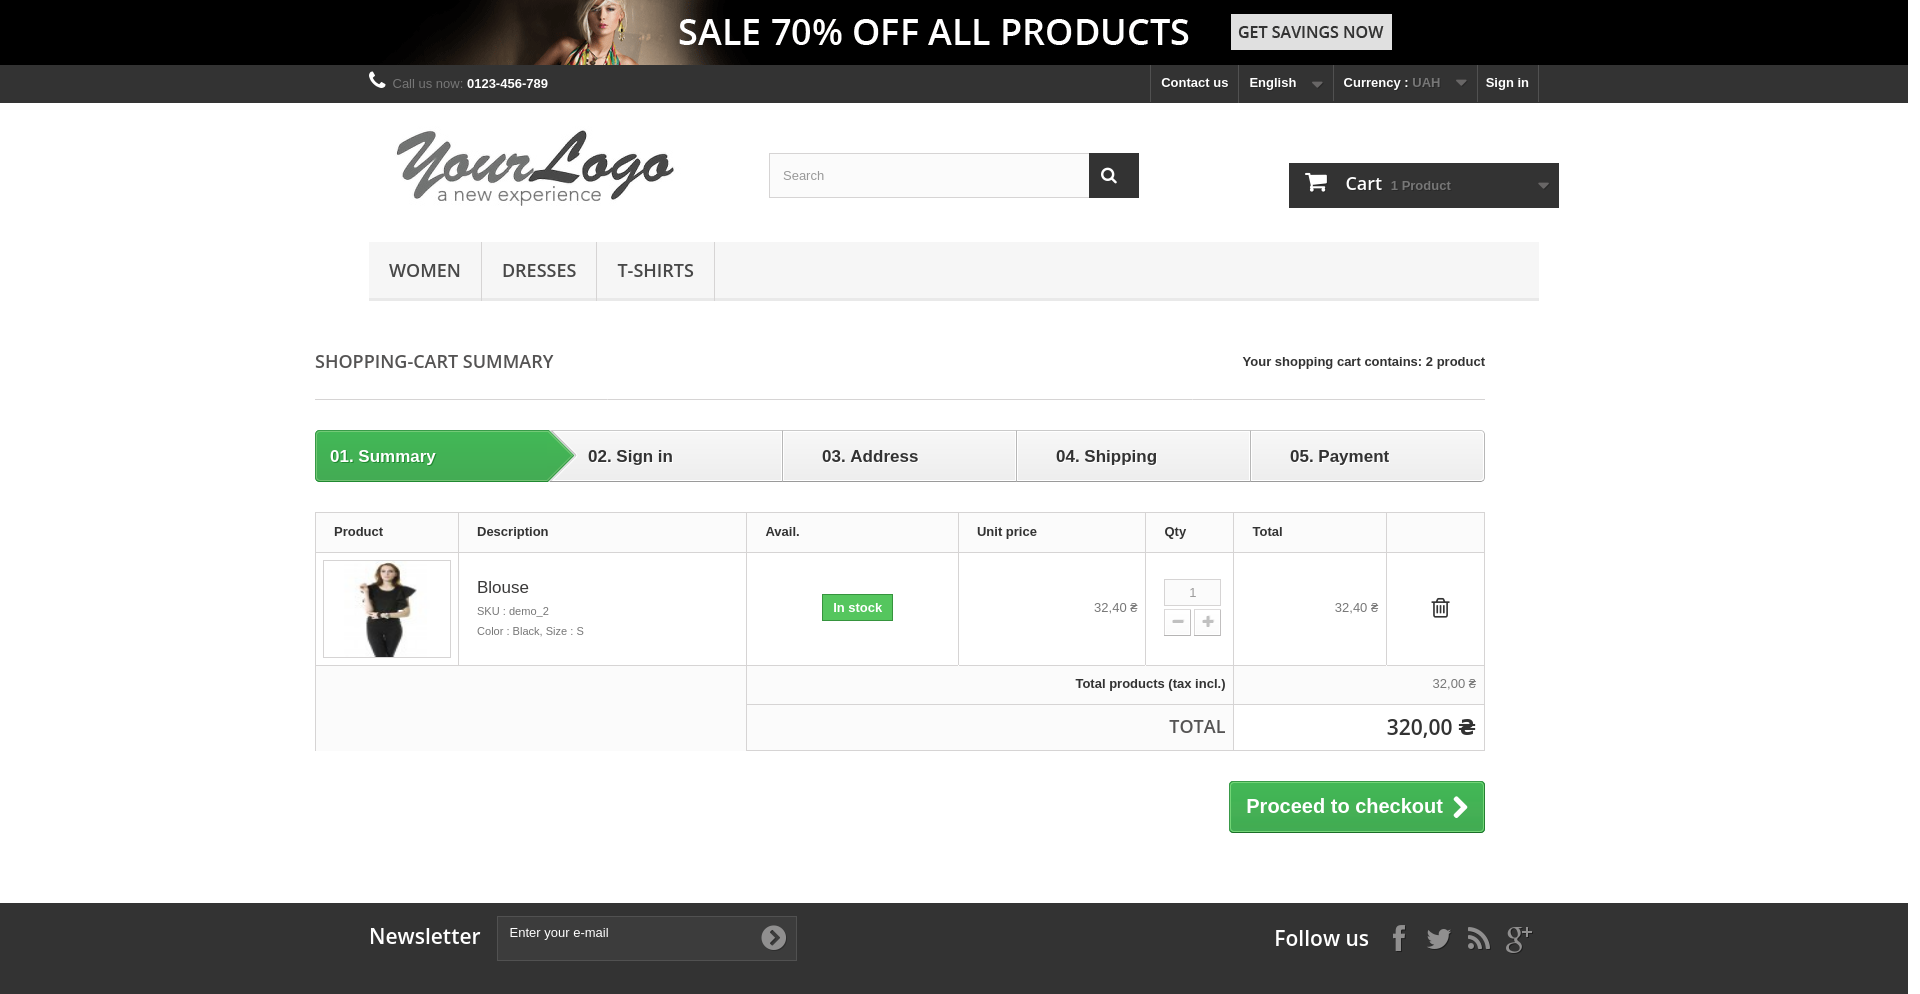 SALE 70% OFF ALL PRODUCTS GET SAVINGS NOW
Call us now: 0123-456-789 Contact us English Currency : UAH Sign in
YourLogo
a new experience
Search
Cart 1 Product
WOMEN DRESSES T-SHIRTS
SHOPPING-CART SUMMARY Your shopping cart contains: 2 product
01. Summary 02. Sign in 03. Address 04. Shipping 05. Payment
Product Description Avail. Unit price Qty Total
Blouse
SKU : demo_2
Color : Black, Size : S
In stock 32,40 ₴ 1 32,40 ₴
Total products (tax incl.) 32,00 ₴
TOTAL 320,00 ₴
Proceed to checkout
Newsletter Enter your e-mail Follow us